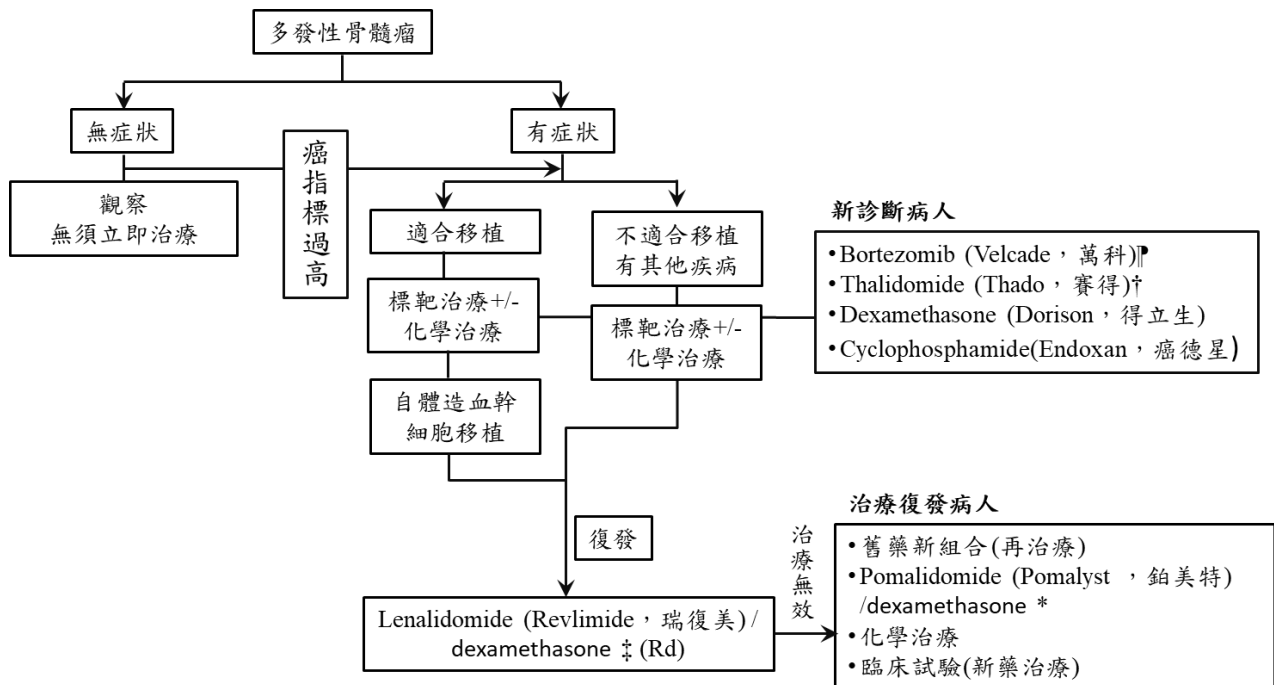 多發性骨髓瘤
無症狀
有症狀
癌指標過高
觀察
無須立即治療
適合移植
不適合移植
有其他疾病
標靶治療+/-
化學治療
標靶治療+/-
化學治療
自體造血幹
細胞移植
新診斷病人
•Bortezomib (Velcade，萬科)¶
•Thalidomide (Thado，賽得)†
•Dexamethasone (Dorison，得立生)
•Cyclophosphamide(Endoxan，癌德星)
復發
Lenalidomide (Revlimide，瑞復美) /
dexamethasone ‡ (Rd)
治療無效
治療復發病人
•舊藥新組合(再治療)
•Pomalidomide (Pomalyst ，鉑美特)
/dexamethasone *
•化學治療
•臨床試驗(新藥治療)